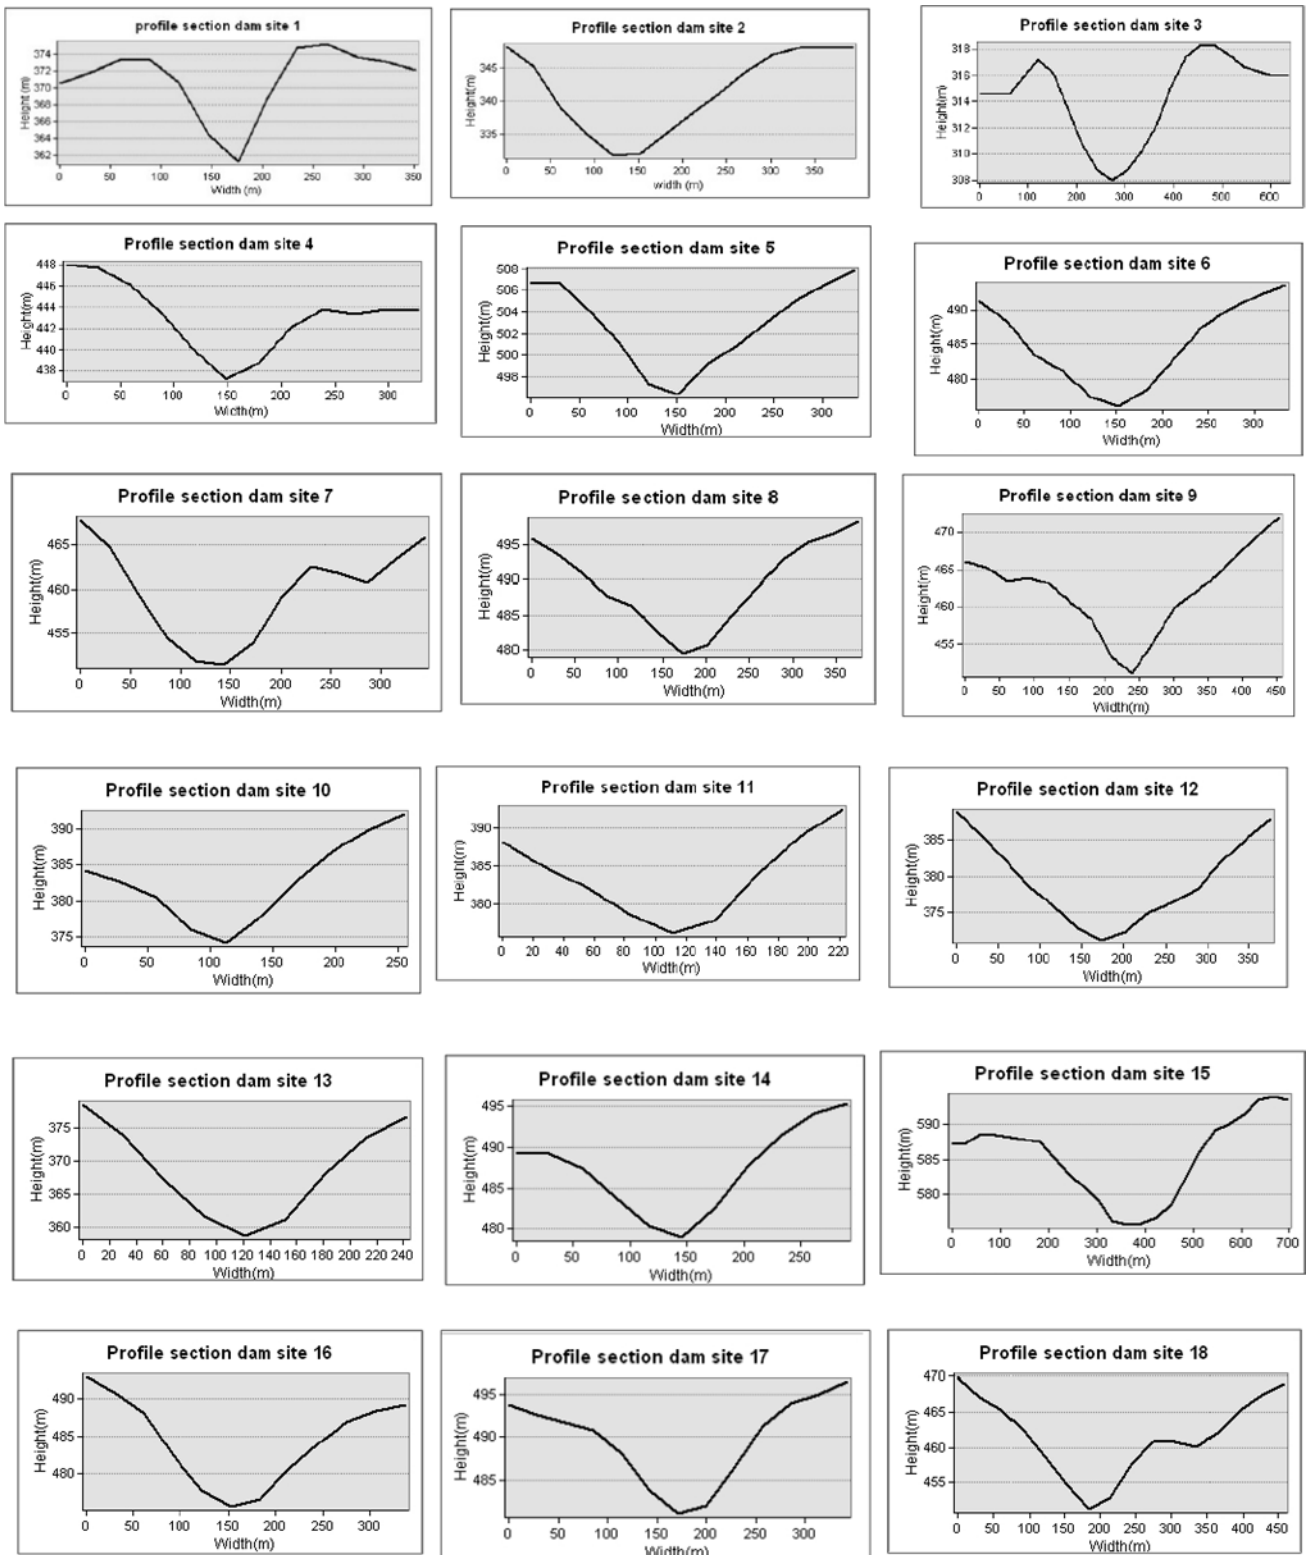 profile section dam site 1
Height (m)
374
372
370
368
366
364
362
0 50 100 150 200 250 300 350
Width (m)
Profile section dam site 2
Height(m)
345
340
335
0 50 100 150 200 250 300 350
width (m)
Profile section dam site 3
Height(m)
318
316
314
312
310
308
0 100 200 300 400 500 600
Profile section dam site 4
Height(m)
448
446
444
442
440
438
0 50 100 150 200 250 300
Width(m)
Profile section dam site 5
Height(m)
508
506
504
502
500
498
0 50 100 150 200 250 300
Width(m)
Profile section dam site 6
Height(m)
490
485
480
0 50 100 150 200 250 300
Width(m)
Profile section dam site 7
Height(m)
465
460
455
0 50 100 150 200 250 300
Width(m)
Profile section dam site 8
Height(m)
495
490
485
480
0 50 100 150 200 250 300 350
Width(m)
Profile section dam site 9
Height(m)
470
465
460
455
0 50 100 150 200 250 300 350 400 450
Width(m)
Profile section dam site 10
Height(m)
390
385
380
375
0 50 100 150 200 250
Width(m)
Profile section dam site 11
Height(m)
390
385
380
0 20 40 60 80 100 120 140 160 180 200 220
Width(m)
Profile section dam site 12
Height(m)
385
380
375
0 50 100 150 200 250 300 350
Width(m)
Profile section dam site 13
Height(m)
375
370
365
360
0 20 40 60 80 100 120 140 160 180 200 220 240
Width(m)
Profile section dam site 14
Height(m)
495
490
485
480
0 50 100 150 200 250
Width(m)
Profile section dam site 15
Height(m)
590
585
580
0 100 200 300 400 500 600 700
Width(m)
Profile section dam site 16
Height(m)
490
485
480
0 50 100 150 200 250 300
Width(m)
Profile section dam site 17
Height(m)
495
490
485
0 50 100 150 200 250 300
Width(m)
Profile section dam site 18
Height(m)
470
465
460
455
0 50 100 150 200 250 300 350 400 450
Width(m)